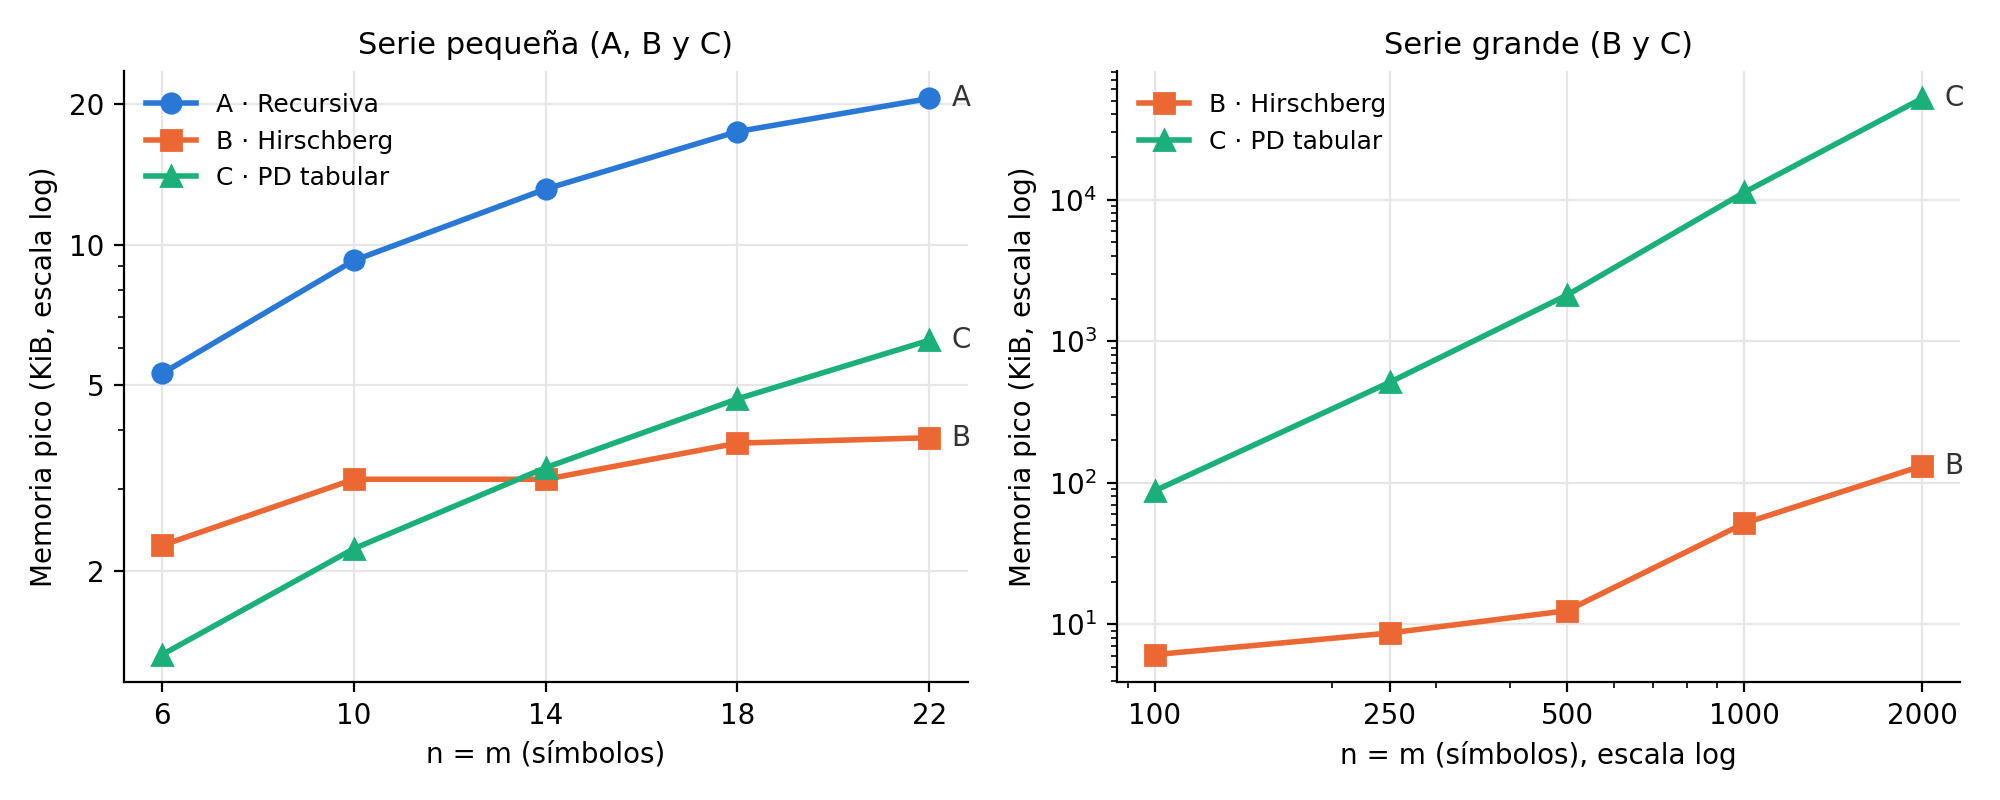 Serie pequeña (A, B y C)
A · Recursiva
B · Hirschberg
C · PD tabular
Memoria pico (KiB, escala log)
20
10
5
2
A
C
B
6 10 14 18 22
n = m (símbolos)
Serie grande (B y C)
B · Hirschberg
C · PD tabular
Memoria pico (KiB, escala log)
10⁴
10³
10²
10¹
C
B
100 250 500 1000 2000
n = m (símbolos), escala log